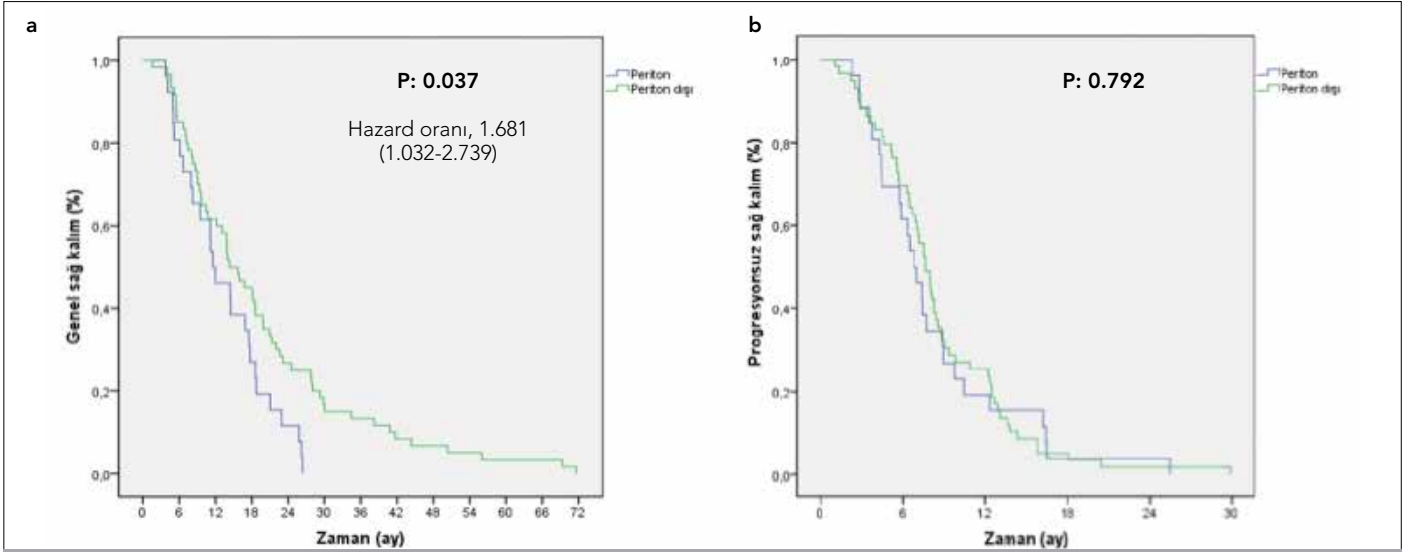 a
P: 0.037
Hazard oranı, 1.681
(1.032-2.739)
Periton
Periton dışı
Genel sağ kalım (%)
1,0
0,8
0,6
0,4
0,2
0,0
0 6 12 18 24 30 36 42 48 54 60 66 72
Zaman (ay)
b
P: 0.792
Periton
Periton dışı
Progresyonsuz sağ kalım (%)
1,0
0,8
0,6
0,4
0,2
0,0
0 6 12 18 24 30
Zaman (ay)